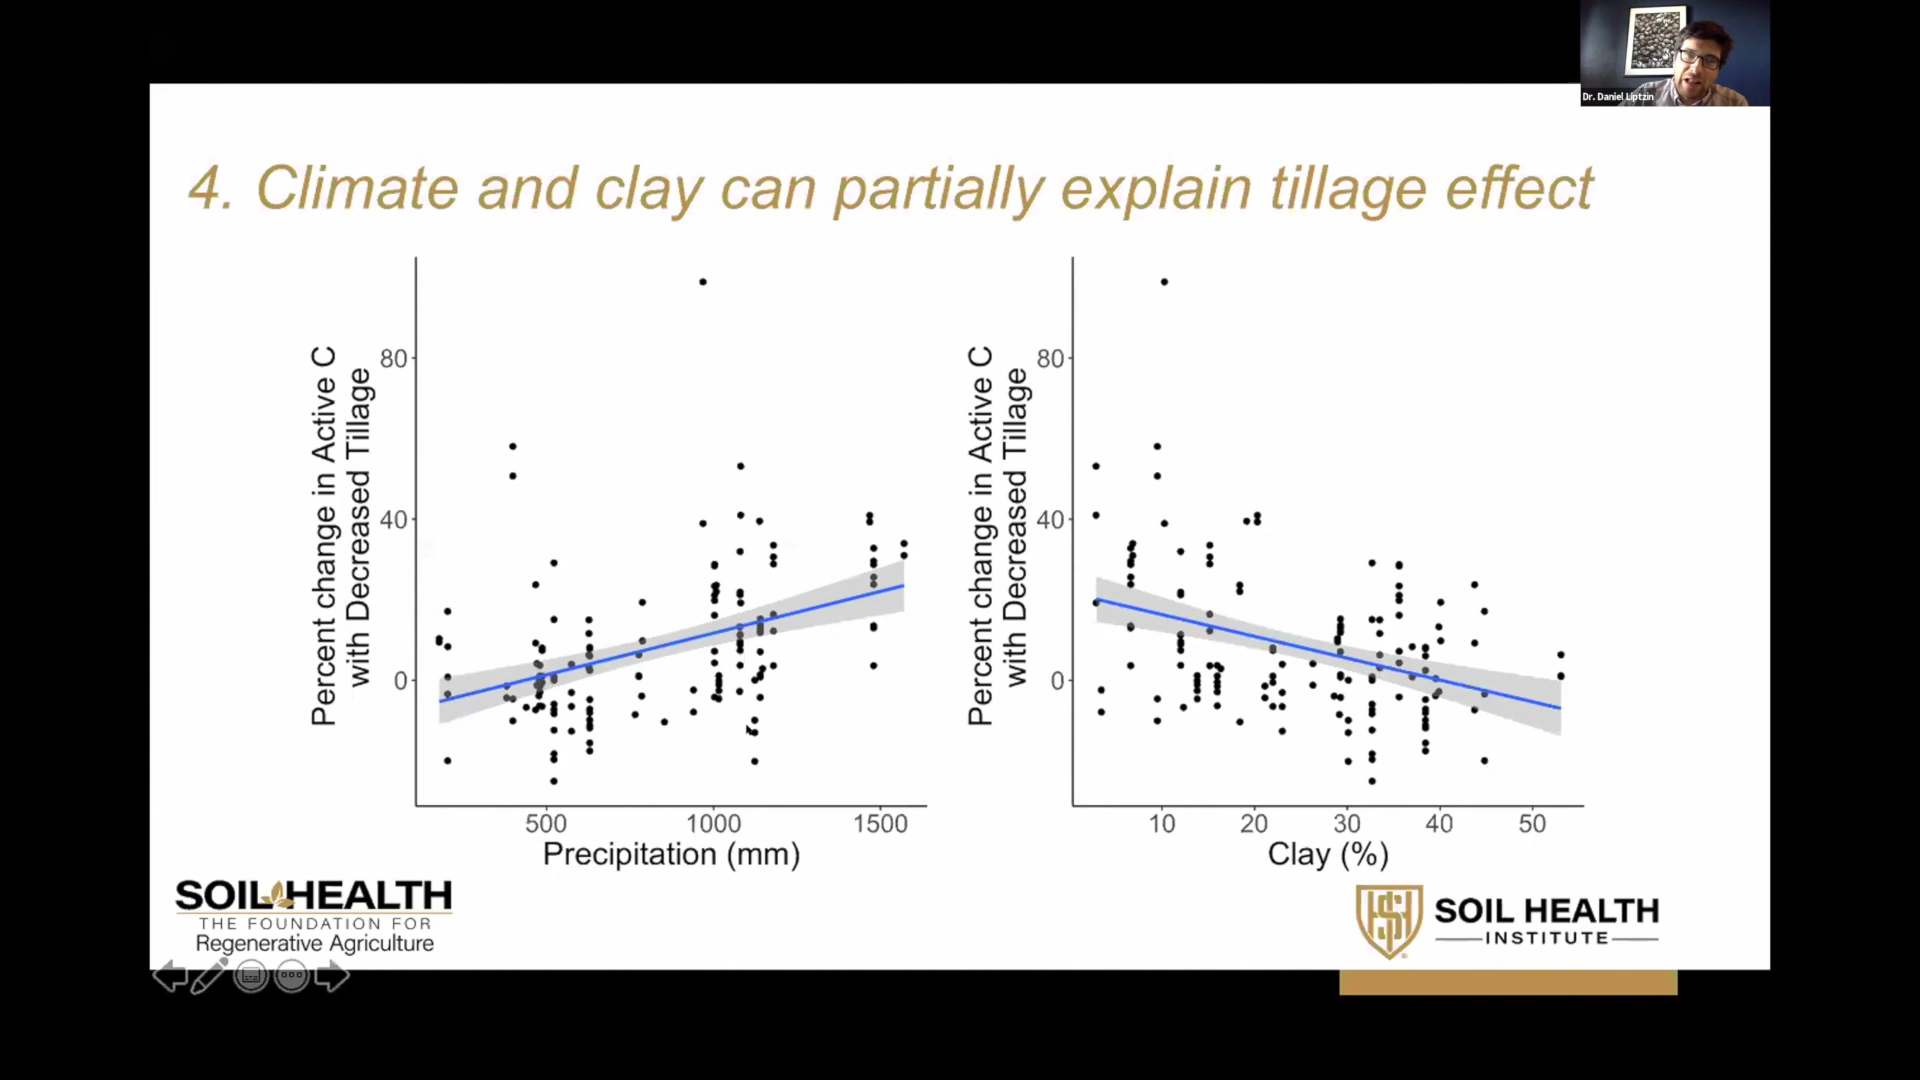 Dr. Daniel Liptzin
4. Climate and clay can partially explain tillage effect
Percent change in Active C
with Decreased Tillage
80
40
0
500 1000 1500
Precipitation (mm)
Percent change in Active C
with Decreased Tillage
80
40
0
10 20 30 40 50
Clay (%)
SOIL HEALTH
THE FOUNDATION FOR
Regenerative Agriculture
SOIL HEALTH
INSTITUTE